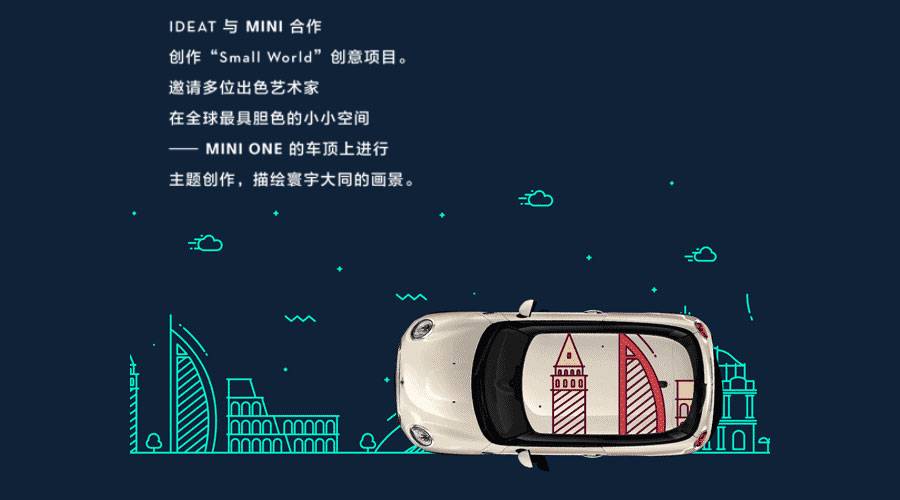 IDEAT 与 MINI 合作
创作“Small World”创意项目。
邀请多位出色艺术家
在全球最具胆色的小小空间
—— MINI ONE 的车顶上进行
主题创作，描绘寰宇大同的画景。